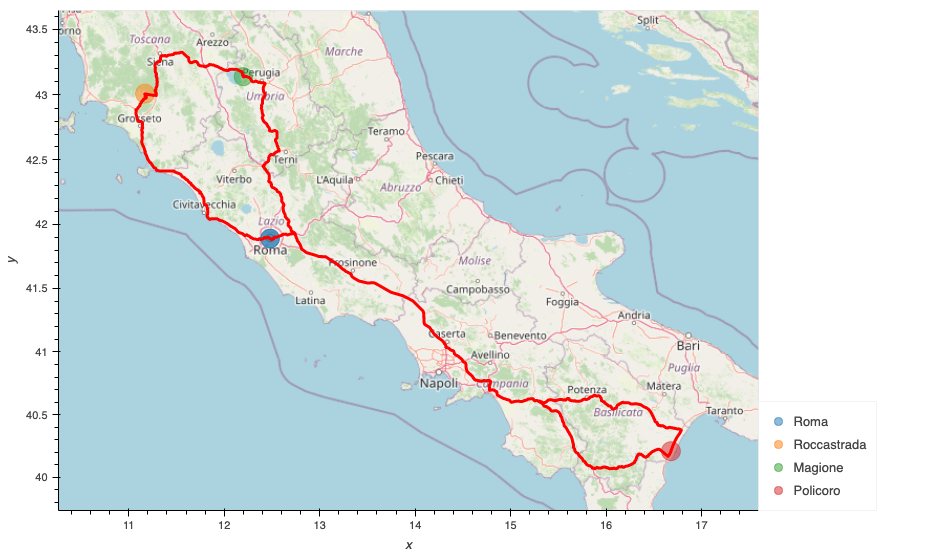 43.5
43
42.5
42
41.5
41
40.5
40
y
Split
Toscana
Arezzo
Marche
Siena
Perugia
Umbria
Grosseto
Teramo
Terni
Pescara
Viterbo
L'Aquila
Chieti
Abruzzo
Civitavecchia
Lazio
Roma
Frosinone
Molise
Latina
Campobasso
Foggia
Andria
Caserta
Benevento
Bari
Avellino
Puglia
Napoli
Campania
Potenza
Matera
Basilicata
Taranto
Roma
Roccastrada
Magione
Policoro
11
12
13
14
15
16
17
x